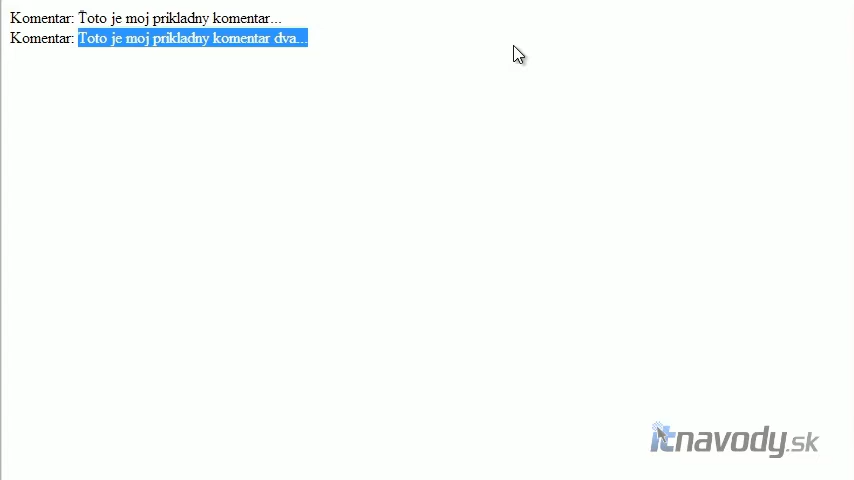 Komentar: Toto je moj prikladny komentar...
Komentar: Toto je moj prikladny komentar dva...
itnavody.sk